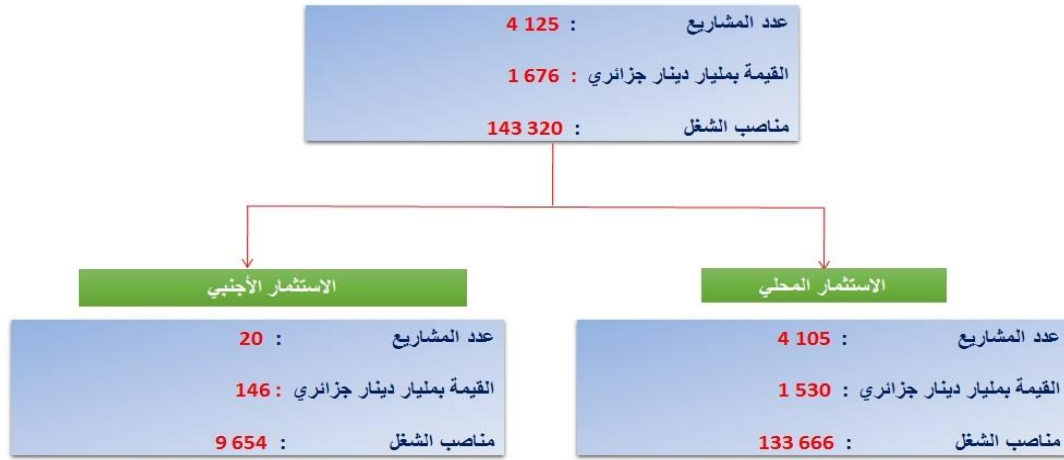 عدد المشاريع : 4 125
القيمة بمليار دينار جزائري : 1 676
مناصب الشغل : 143 320
الاستثمار المحلي
عدد المشاريع : 4 105
القيمة بمليار دينار جزائري : 1 530
مناصب الشغل : 133 666
الاستثمار الأجنبي
عدد المشاريع : 20
القيمة بمليار دينار جزائري : 146
مناصب الشغل : 9 654